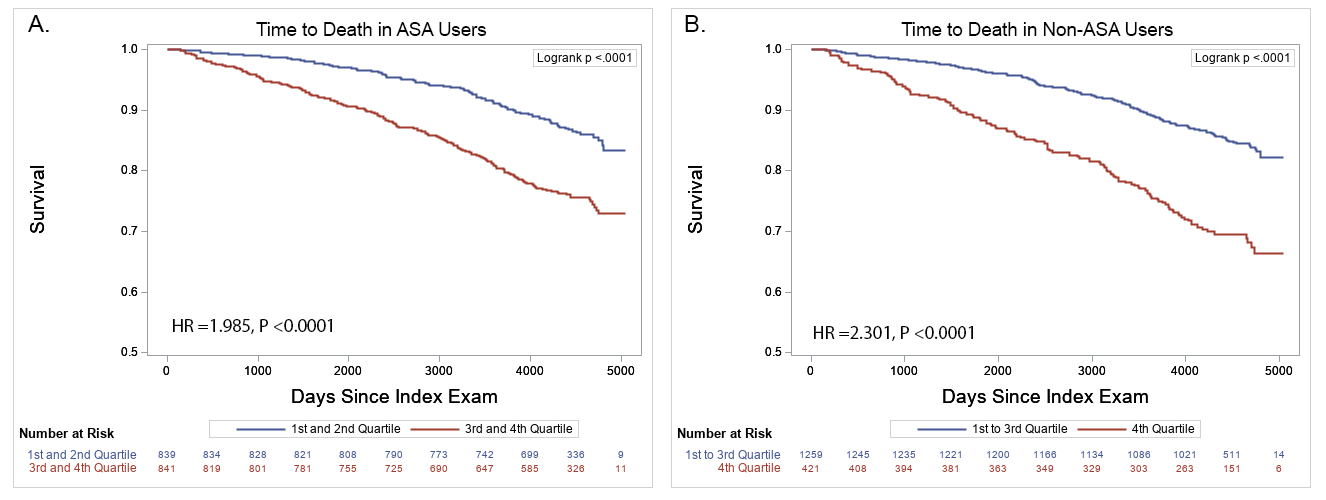 A.
Time to Death in ASA Users
Logrank p <.0001
1.0
0.9
0.8
0.7
0.6
0.5
Survival
HR =1.985, P <0.0001
0 1000 2000 3000 4000 5000
Days Since Index Exam
1st and 2nd Quartile 3rd and 4th Quartile
Number at Risk
1st and 2nd Quartile 839 834 828 821 808 790 773 742 699 336 9
3rd and 4th Quartile 841 819 801 781 755 725 690 647 585 326 11
B.
Time to Death in Non-ASA Users
Logrank p <.0001
1.0
0.9
0.8
0.7
0.6
0.5
Survival
HR =2.301, P <0.0001
0 1000 2000 3000 4000 5000
Days Since Index Exam
1st to 3rd Quartile 4th Quartile
Number at Risk
1st to 3rd Quartile 1259 1245 1235 1221 1200 1166 1134 1086 1021 511 14
4th Quartile 421 408 394 381 363 349 329 303 263 151 6